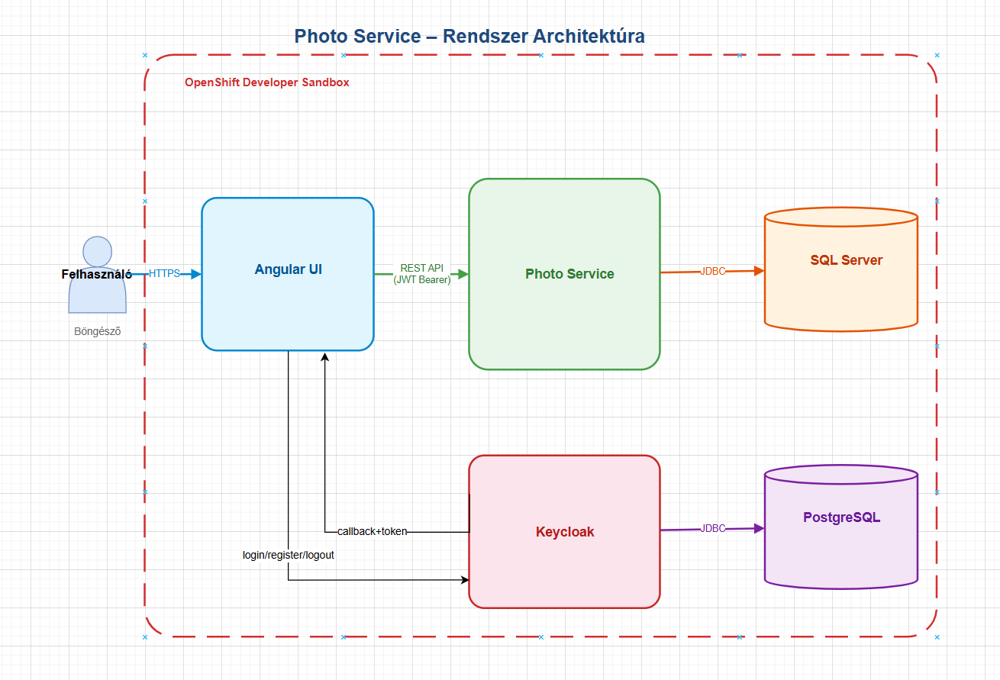 Photo Service – Rendszer Architektúra
OpenShift Developer Sandbox
Felhasználó
Böngésző
HTTPS
Angular UI
REST API
(JWT Bearer)
Photo Service
JDBC
SQL Server
callback+token
login/register/logout
Keycloak
JDBC
PostgreSQL